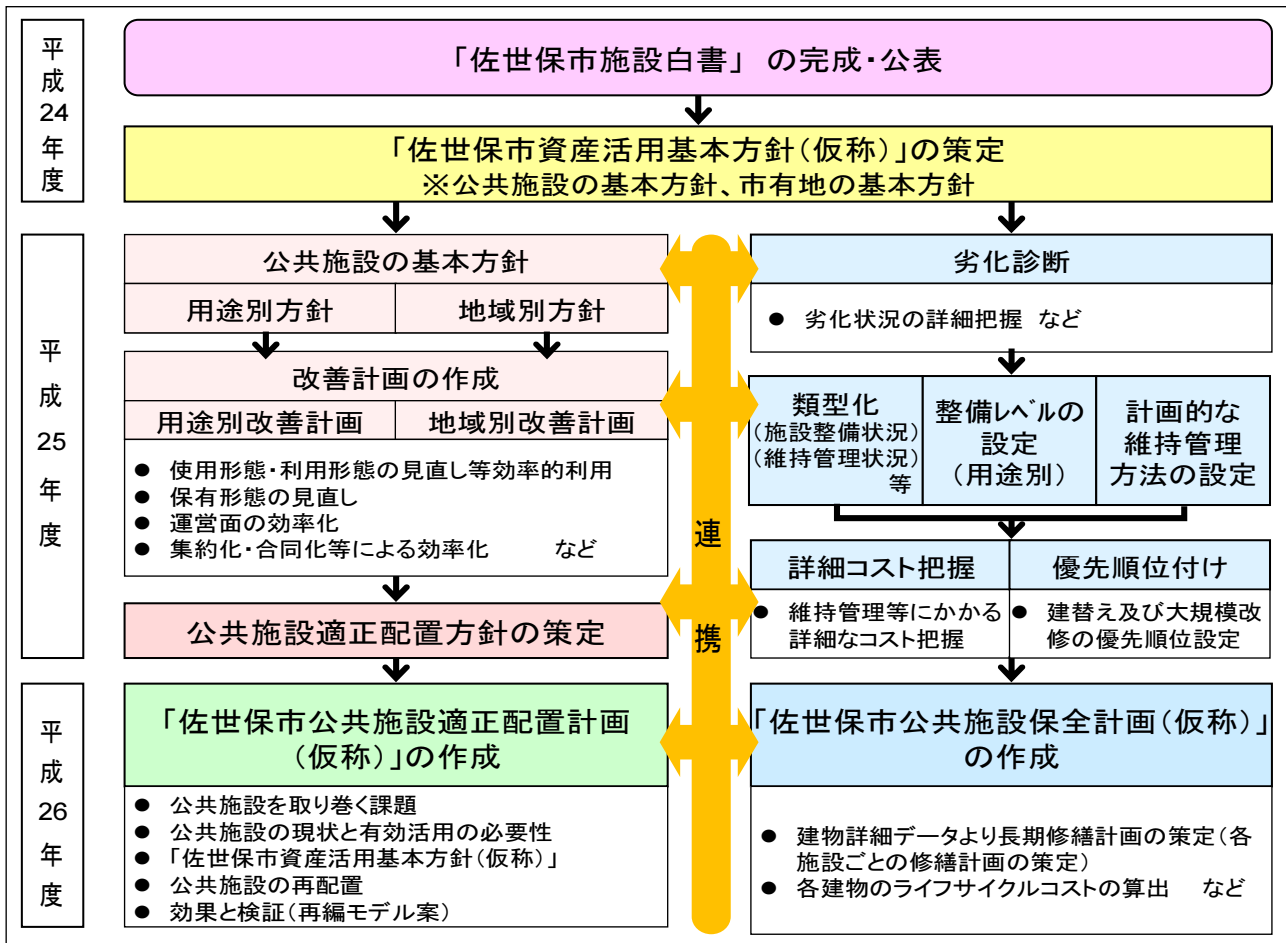 平成24年度
「佐世保市施設白書」 の完成・公表
「佐世保市資産活用基本方針(仮称)」の策定
※公共施設の基本方針、市有地の基本方針
平成25年度
公共施設の基本方針
用途別方針
地域別方針
改善計画の作成
用途別改善計画
地域別改善計画
● 使用形態・利用形態の見直し等効率的利用
● 保有形態の見直し
● 運営面の効率化
● 集約化・合同化等による効率化 など
公共施設適正配置方針の策定
連携
劣化診断
● 劣化状況の詳細把握 など
類型化
(施設整備状況)
(維持管理状況)
等
整備レベルの
設定
(用途別)
計画的な
維持管理
方法の設定
詳細コスト把握
● 維持管理等にかかる
詳細なコスト把握
優先順位付け
● 建替え及び大規模改
修の優先順位設定
平成26年度
「佐世保市公共施設適正配置計画
(仮称)」の作成
● 公共施設を取り巻く課題
● 公共施設の現状と有効活用の必要性
● 「佐世保市資産活用基本方針(仮称)」
● 公共施設の再配置
● 効果と検証(再編モデル案)
「佐世保市公共施設保全計画(仮称)」
の作成
● 建物詳細データより長期修繕計画の策定(各
施設ごとの修繕計画の策定)
● 各建物のライフサイクルコストの算出 など